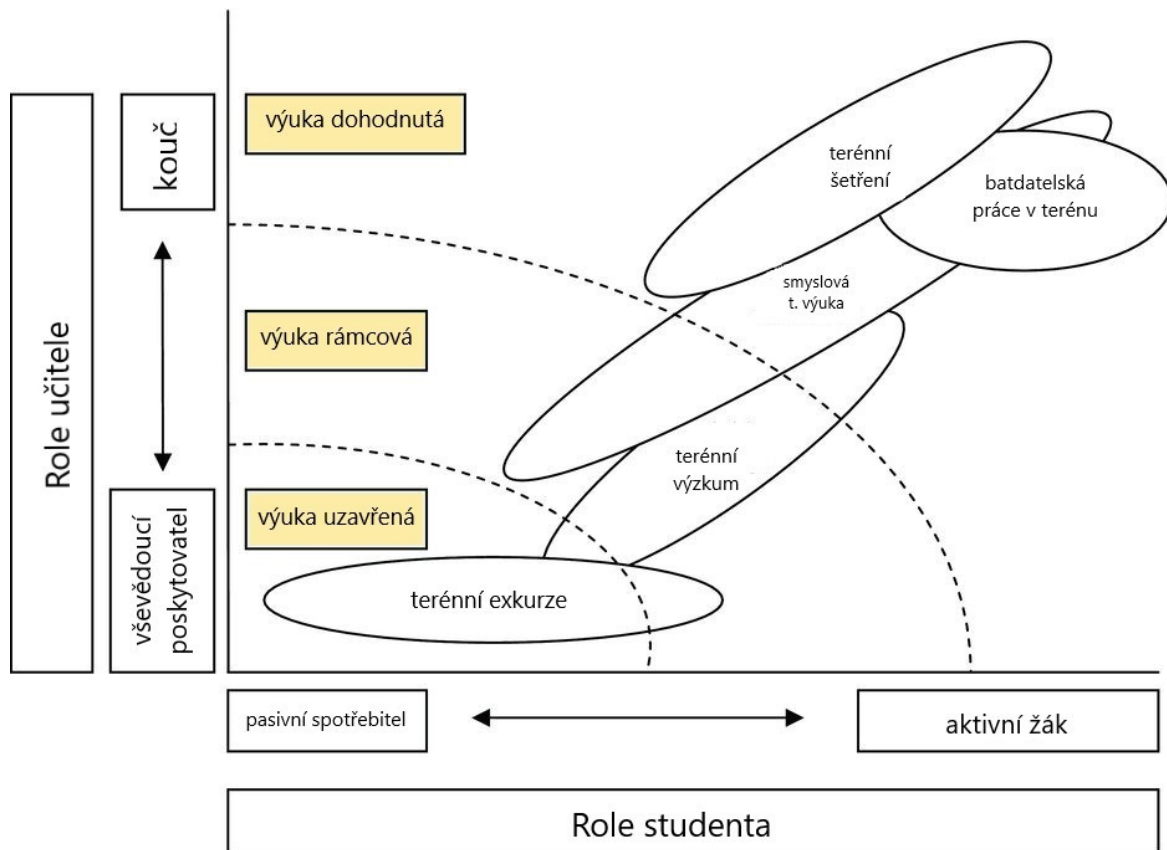 Role učitele
kouč
vševědoucí
poskytovatel
výuka dohodnutá
výuka rámcová
výuka uzavřená
terénní
šetření
batdatelská
práce v terénu
smyslová
t. výuka
terénní
výzkum
terénní exkurze
pasivní spotřebitel
aktivní žák
Role studenta